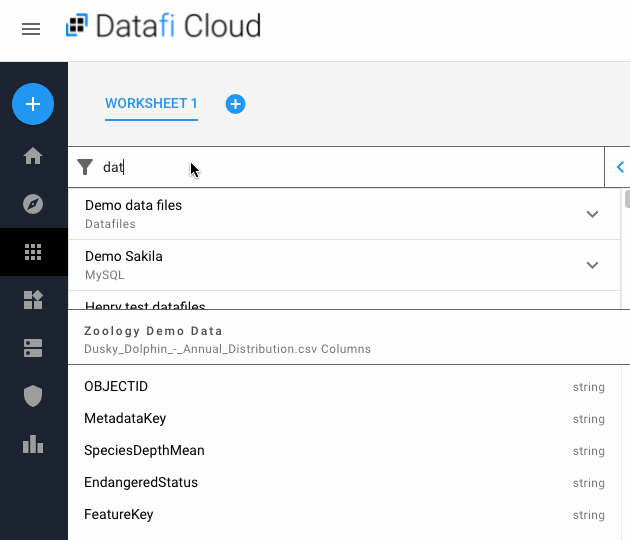 Datafi Cloud
WORKSHEET 1
dat
Demo data files
Datafiles
Demo Sakila
MySQL
Henry test datafiles
Zoology Demo Data
Dusky_Dolphin_-_Annual_Distribution.csv Columns
OBJECTID string
MetadataKey string
SpeciesDepthMean string
EndangeredStatus string
FeatureKey string